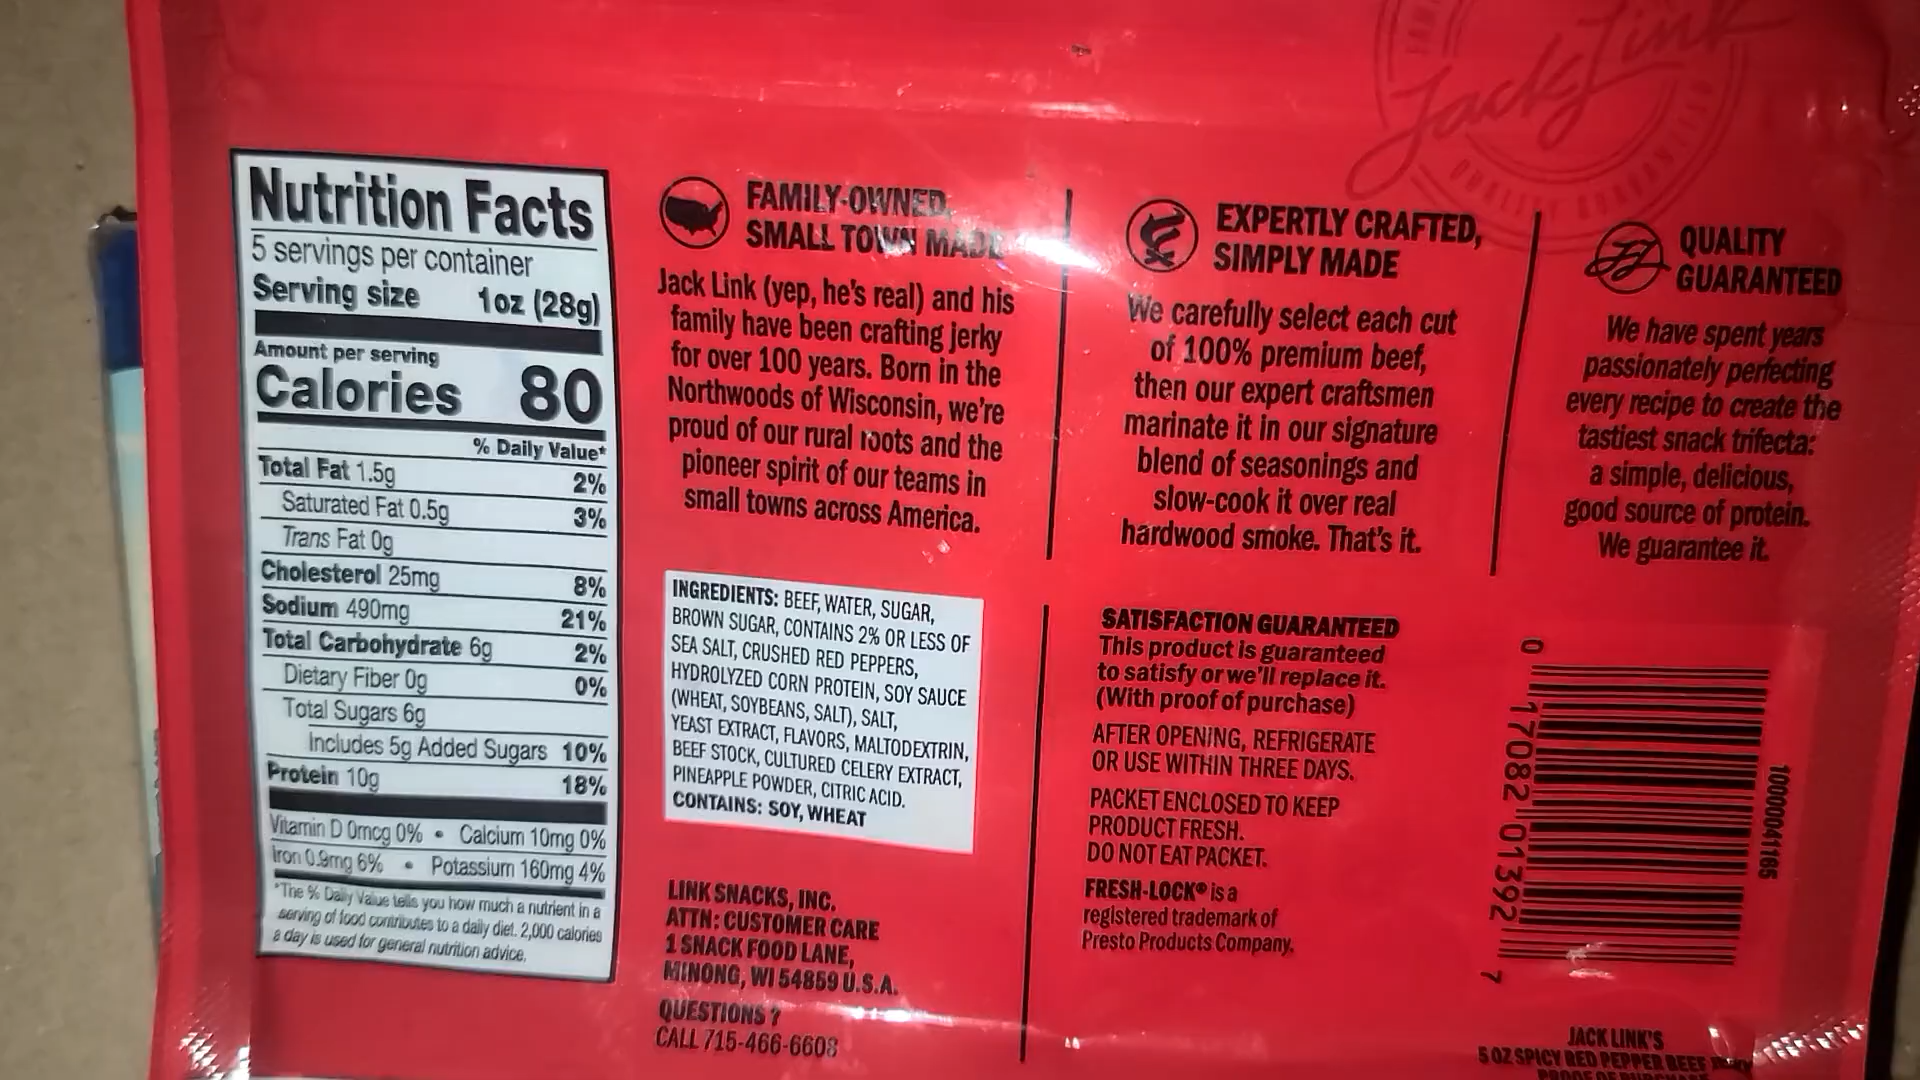 Jack Link
QUALITY GUARANTEED
Nutrition Facts
5 servings per container
Serving size 1oz (28g)
Amount per serving
Calories 80
% Daily Value*
Total Fat 1.5g 2%
Saturated Fat 0.5g 3%
Trans Fat 0g
Cholesterol 25mg 8%
Sodium 490mg 21%
Total Carbohydrate 6g 2%
Dietary Fiber 0g 0%
Total Sugars 6g
Includes 5g Added Sugars 10%
Protein 10g 18%
Vitamin D 0mcg 0% • Calcium 10mg 0%
Iron 0.9mg 6% • Potassium 160mg 4%
*The % Daily Value tells you how much a nutrient in a
serving of food contributes to a daily diet. 2,000 calories
a day is used for general nutrition advice.
FAMILY-OWNED,
SMALL TOWN MADE
Jack Link (yep, he's real) and his
family have been crafting jerky
for over 100 years. Born in the
Northwoods of Wisconsin, we're
proud of our rural roots and the
pioneer spirit of our teams in
small towns across America.
INGREDIENTS: BEEF, WATER, SUGAR,
BROWN SUGAR, CONTAINS 2% OR LESS OF
SEA SALT, CRUSHED RED PEPPERS,
HYDROLYZED CORN PROTEIN, SOY SAUCE
(WHEAT, SOYBEANS, SALT), SALT,
YEAST EXTRACT, FLAVORS, MALTODEXTRIN,
BEEF STOCK, CULTURED CELERY EXTRACT,
PINEAPPLE POWDER, CITRIC ACID.
CONTAINS: SOY, WHEAT
LINK SNACKS, INC.
ATTN: CUSTOMER CARE
1 SNACK FOOD LANE,
MINONG, WI 54859 U.S.A.
QUESTIONS ?
CALL 715-466-6608
EXPERTLY CRAFTED,
SIMPLY MADE
We carefully select each cut
of 100% premium beef,
then our expert craftsmen
marinate it in our signature
blend of seasonings and
slow-cook it over real
hardwood smoke. That's it.
QUALITY
GUARANTEED
We have spent years
passionately perfecting
every recipe to create the
tastiest snack trifecta:
a simple, delicious,
good source of protein.
We guarantee it.
SATISFACTION GUARANTEED
This product is guaranteed
to satisfy or we'll replace it.
(With proof of purchase)
AFTER OPENING, REFRIGERATE
OR USE WITHIN THREE DAYS.
PACKET ENCLOSED TO KEEP
PRODUCT FRESH.
DO NOT EAT PACKET.
FRESH-LOCK® is a
registered trademark of
Presto Products Company.
0 17082 01392 7
10000041165
JACK LINK'S
5 OZ SPICY RED PEPPER BEEF
PROOF OF PURCHASE